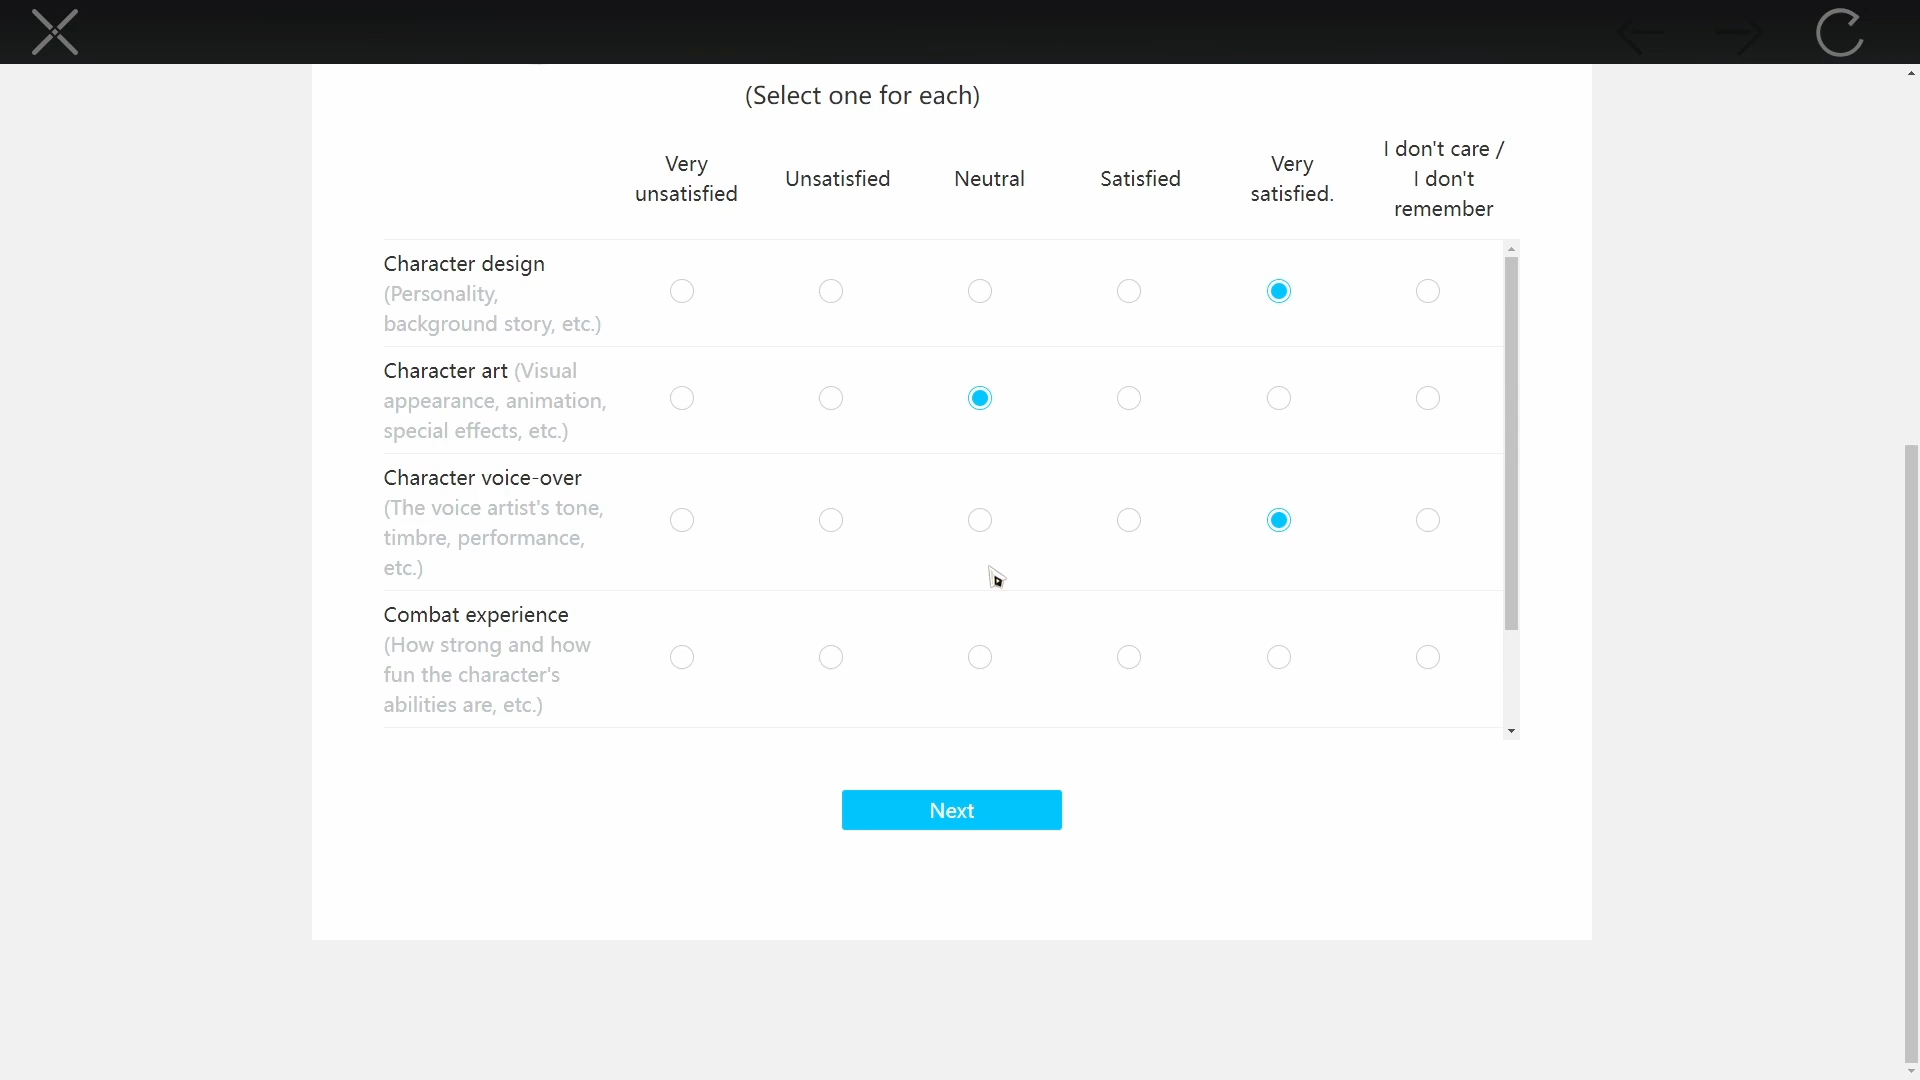 (Select one for each)
Very
unsatisfied
Unsatisfied
Neutral
Satisfied
Very
satisfied.
I don't care /
I don't
remember
Character design
(Personality,
background story, etc.)
Character art (Visual
appearance, animation,
special effects, etc.)
Character voice-over
(The voice artist's tone,
timbre, performance,
etc.)
Combat experience
(How strong and how
fun the character's
abilities are, etc.)
Next